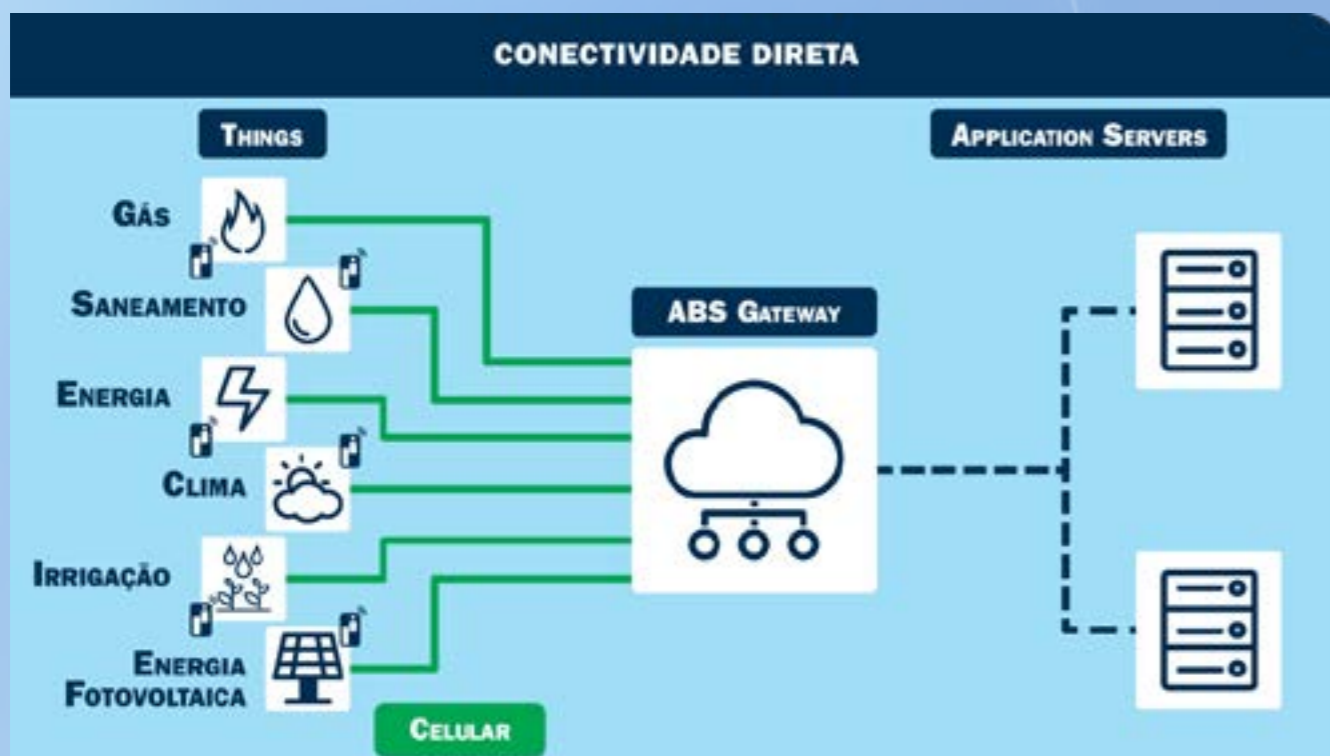 CONECTIVIDADE DIRETA
THINGS
APPLICATION SERVERS
GÁS
SANEAMENTO
ABS GATEWAY
ENERGIA
CLIMA
IRRIGAÇÃO
ENERGIA
FOTOVOLTAICA
CELULAR